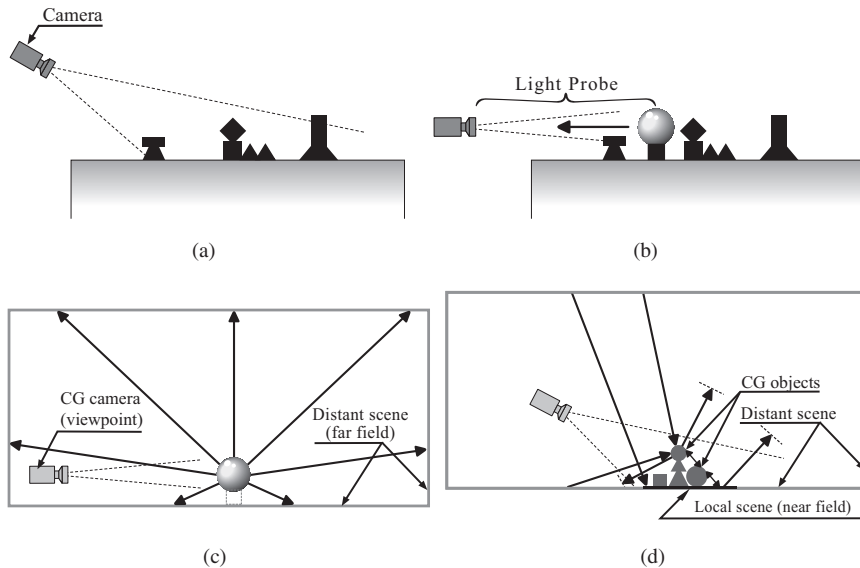 Camera
(a)
Light Probe
(b)
CG camera
(viewpoint)
Distant scene
(far field)
(c)
CG objects
Distant scene
Local scene (near field)
(d)